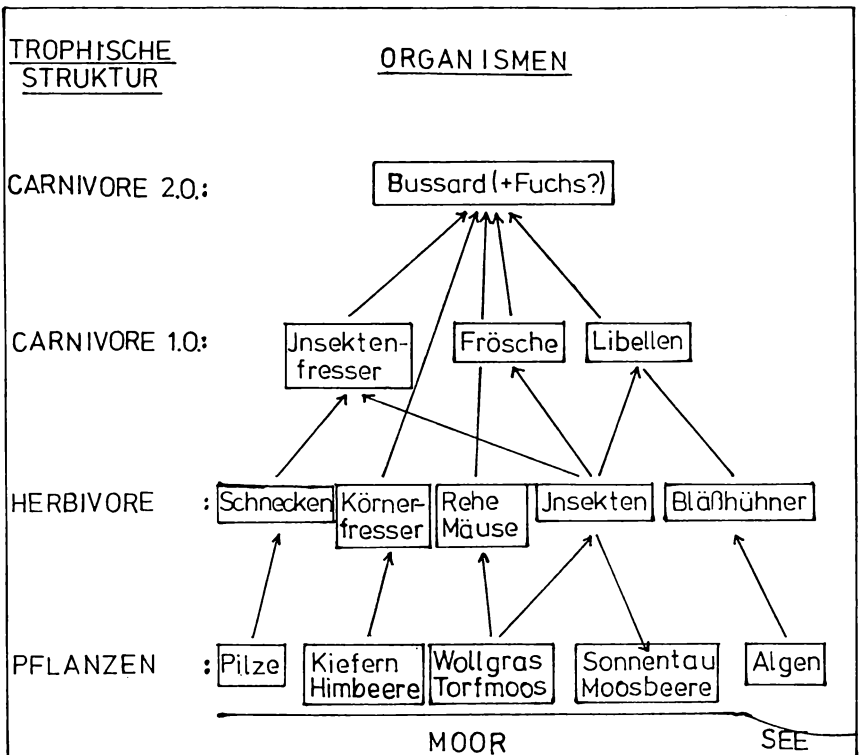 TROPHISCHE
STRUKTUR
ORGANISMEN
CARNIVORE 2.O.:
Bussard (+Fuchs?)
CARNIVORE 1.O.:
Jnsekten-
fresser
Frösche
Libellen
HERBIVORE :
Schnecken
Körner-
fresser
Rehe
Mäuse
Jnsekten
Bläßhühner
PFLANZEN :
Pilze
Kiefern
Himbeere
Wollgras
Torfmoos
Sonnentau
Moosbeere
Algen
MOOR
SEE